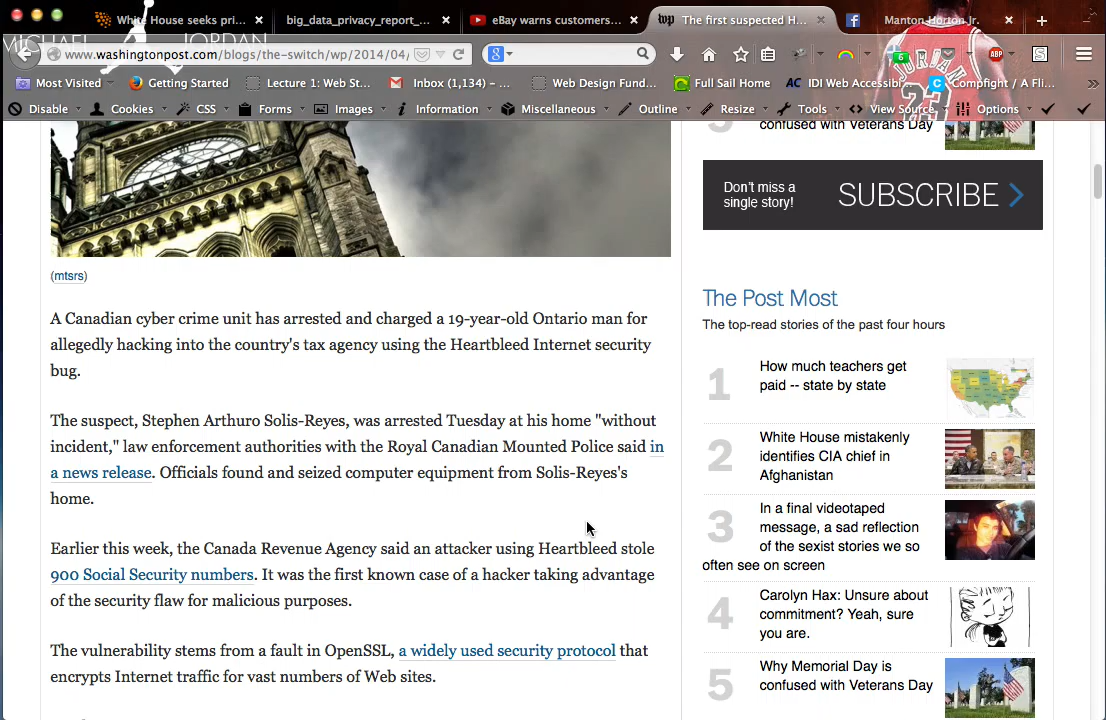 White House seeks pri...
big_data_privacy_report_...
eBay warns customers...
wp The first suspected H...
Manton Horton Jr.
MICHAEL JORDAN
www.washingtonpost.com/blogs/the-switch/wp/2014/04/
8
6
ABP
S
JORDAN
23
Most Visited
Getting Started
Lecture 1: Web St...
Inbox (1,134) – ...
Web Design Fund...
Full Sail Home
AC IDI Web Accessibi
C Compfight / A Fli...
Disable
Cookies
CSS
Forms
Images
Information
Miscellaneous
Outline
Resize
Tools
View Source
Options
(mtsrs)
A Canadian cyber crime unit has arrested and charged a 19-year-old Ontario man for
allegedly hacking into the country's tax agency using the Heartbleed Internet security
bug.
The suspect, Stephen Arthuro Solis-Reyes, was arrested Tuesday at his home "without
incident," law enforcement authorities with the Royal Canadian Mounted Police said in
a news release. Officials found and seized computer equipment from Solis-Reyes's
home.
Earlier this week, the Canada Revenue Agency said an attacker using Heartbleed stole
900 Social Security numbers. It was the first known case of a hacker taking advantage
of the security flaw for malicious purposes.
The vulnerability stems from a fault in OpenSSL, a widely used security protocol that
encrypts Internet traffic for vast numbers of Web sites.
confused with Veterans Day
Don't miss a
single story!
SUBSCRIBE
The Post Most
The top-read stories of the past four hours
1
How much teachers get
paid -- state by state
2
White House mistakenly
identifies CIA chief in
Afghanistan
3
In a final videotaped
message, a sad reflection
of the sexist stories we so
often see on screen
4
Carolyn Hax: Unsure about
commitment? Yeah, sure
you are.
5
Why Memorial Day is
confused with Veterans Day